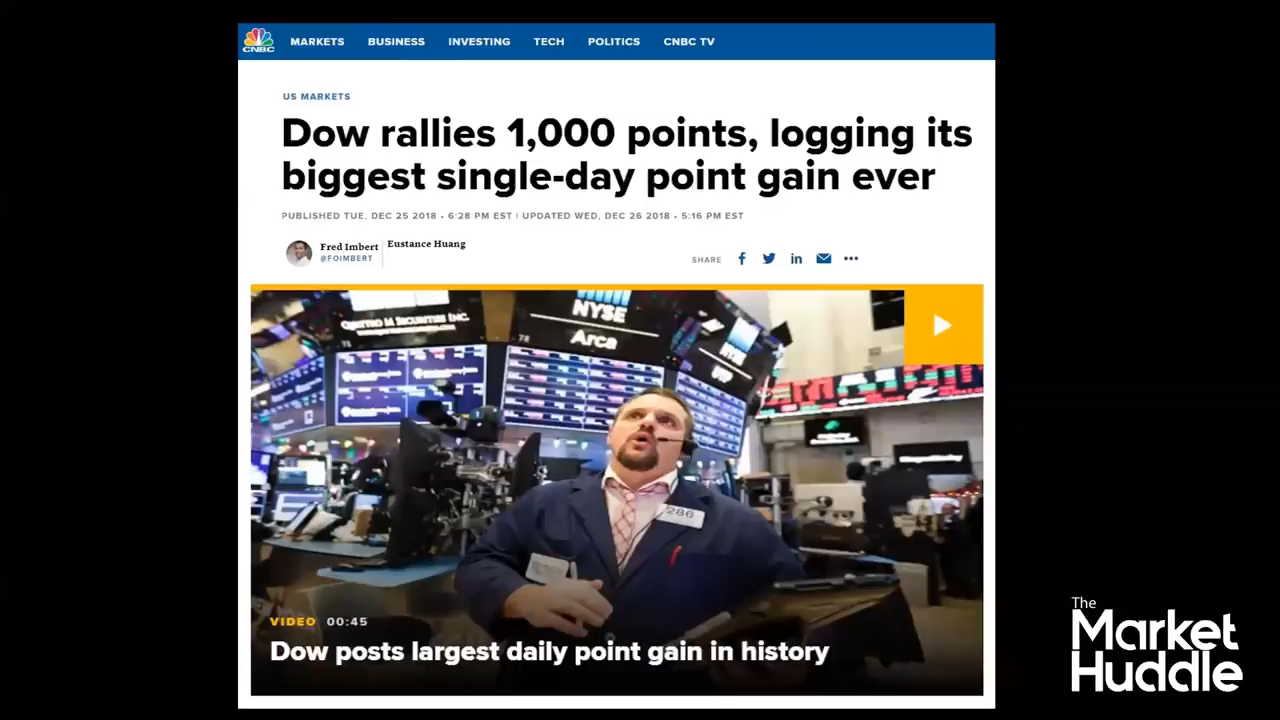 CNBC
MARKETS BUSINESS INVESTING TECH POLITICS CNBC TV
US MARKETS
Dow rallies 1,000 points, logging its
biggest single-day point gain ever
PUBLISHED TUE, DEC 25 2018 • 6:28 PM EST | UPDATED WED, DEC 26 2018 • 5:16 PM EST
Fred Imbert
@FOIMBERT
Eustance Huang
SHARE
SECURITIES INC.
NYSE
Arca
286
VIDEO 00:45
Dow posts largest daily point gain in history
The
Market
Huddle